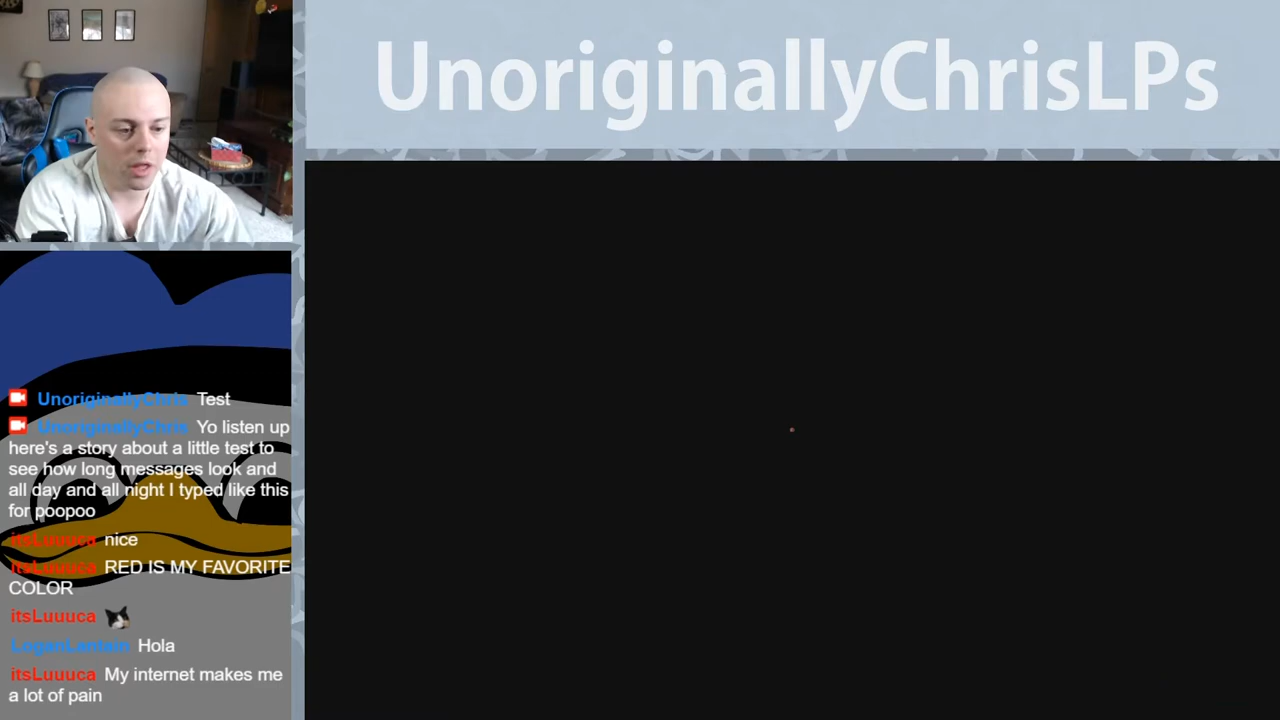 UnoriginallyChrisLPs
UnoriginallyChris Test
UnoriginallyChris Yo listen up
here's a story about a little test to
see how long messages look and
all day and all night I typed like this
for poopoo
itsLuuuca nice
itsLuuuca RED IS MY FAVORITE
COLOR
itsLuuuca
LoganLantain Hola
itsLuuuca My internet makes me
a lot of pain